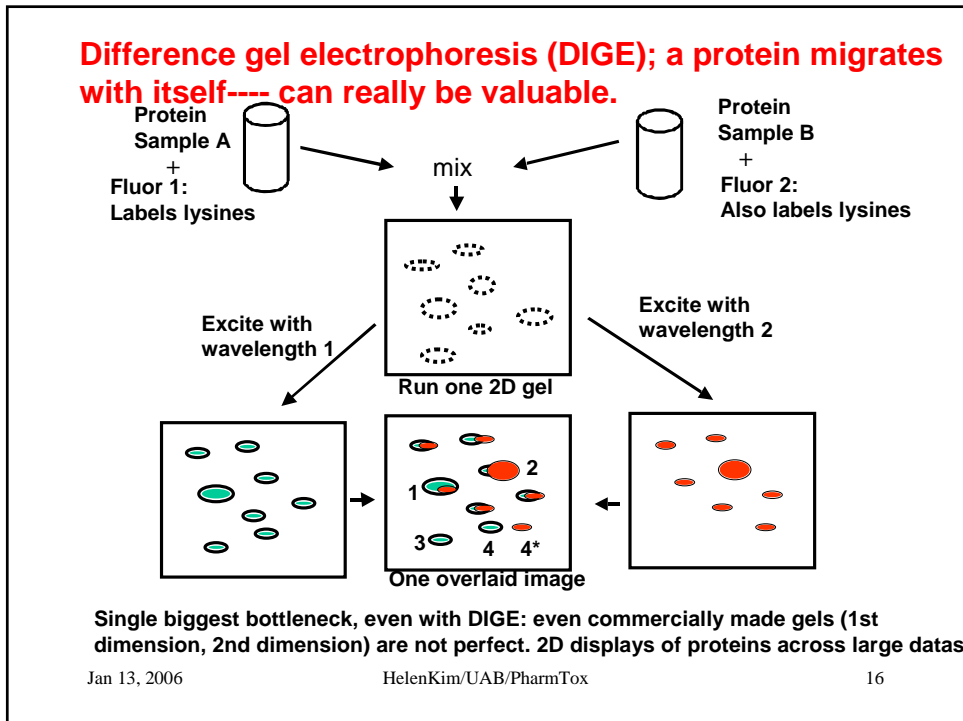 Difference gel electrophoresis (DIGE); a protein migrates
with itself---- can really be valuable.
Protein
Sample A
+
Fluor 1:
Labels lysines
mix
Protein
Sample B
+
Fluor 2:
Also labels lysines
Excite with
wavelength 1
Excite with
wavelength 2
Run one 2D gel
1
2
3
4
4*
One overlaid image
Single biggest bottleneck, even with DIGE: even commercially made gels (1st
dimension, 2nd dimension) are not perfect. 2D displays of proteins across large datas
Jan 13, 2006
HelenKim/UAB/PharmTox
16